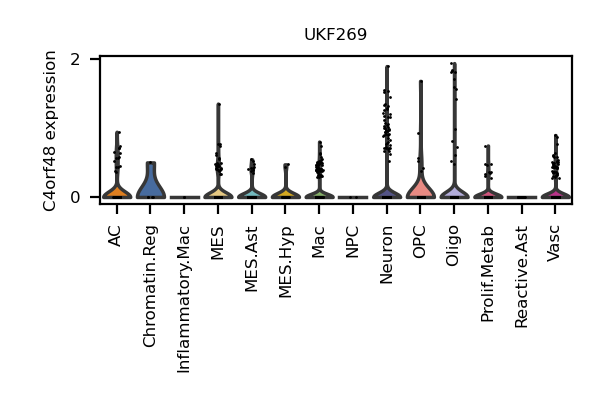 UKF269
C4orf48 expression
2
0
AC
Chromatin.Reg
Inflammatory.Mac
MES
MES.Ast
MES.Hyp
Mac
NPC
Neuron
OPC
Oligo
Prolif.Metab
Reactive.Ast
Vasc